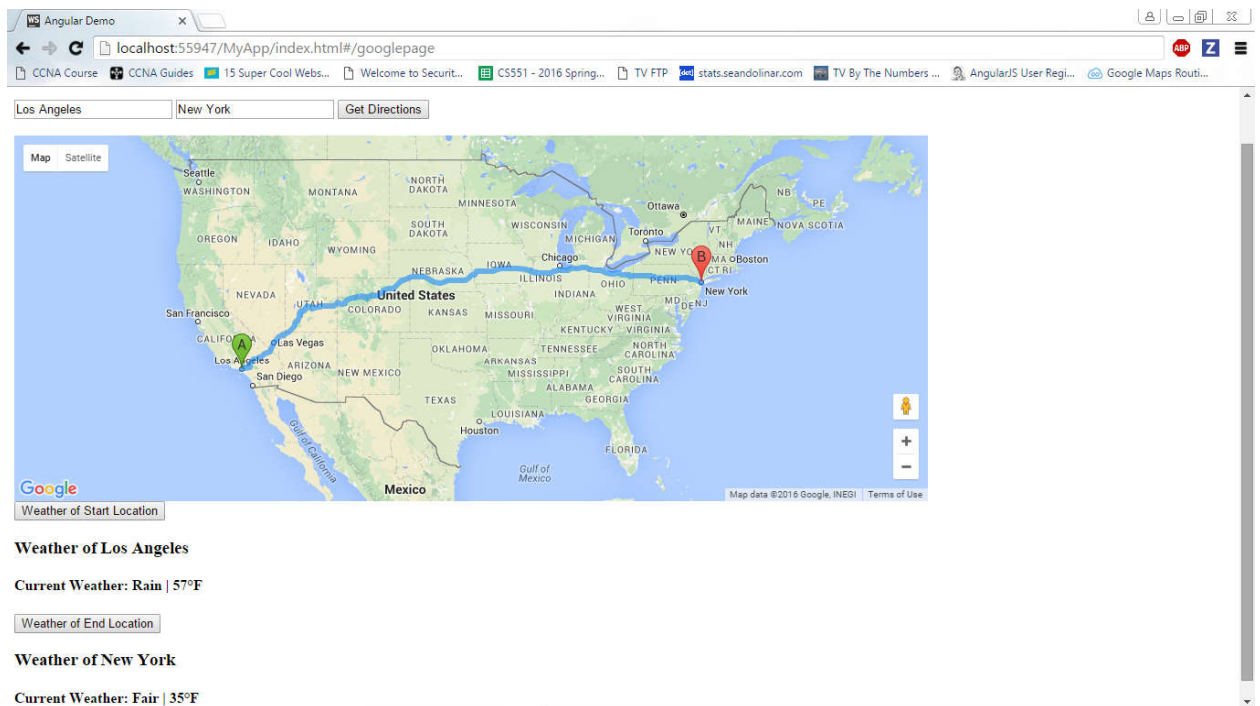 Angular Demo
localhost:55947/MyApp/index.html#/googlepage
ABP
Z
CCNA Course
CCNA Guides
15 Super Cool Webs...
Welcome to Securit...
CS551 - 2016 Spring...
TV FTP
stats.seandolinar.com
TV By The Numbers ...
AngularJS User Regi...
Google Maps Routi...
Los Angeles
New York
Get Directions
Map
Satellite
Seattle
WASHINGTON
MONTANA
NORTH DAKOTA
MINNESOTA
Ottawa
NB
PE
MAINE
NOVA SCOTIA
OREGON
IDAHO
WYOMING
SOUTH DAKOTA
WISCONSIN
MICHIGAN
Toronto
VT
NH
NEW YO
B
MA
Boston
CT RI
NEBRASKA
IOWA
Chicago
ILLINOIS
OHIO
PENN
New York
NEVADA
UTAH
United States
COLORADO
KANSAS
MISSOURI
INDIANA
WEST VIRGINIA
MD
DE
NJ
San Francisco
KENTUCKY
VIRGINIA
CALIFO
A
Las Vegas
OKLAHOMA
TENNESSEE
NORTH CAROLINA
Los Angeles
ARIZONA
NEW MEXICO
ARKANSAS
MISSISSIPPI
SOUTH CAROLINA
San Diego
ALABAMA
TEXAS
GEORGIA
LOUISIANA
Houston
Gulf of California
FLORIDA
Gulf of Mexico
Mexico
+
−
Google
Map data ©2016 Google, INEGI
Terms of Use
Weather of Start Location
Weather of Los Angeles
Current Weather: Rain | 57°F
Weather of End Location
Weather of New York
Current Weather: Fair | 35°F